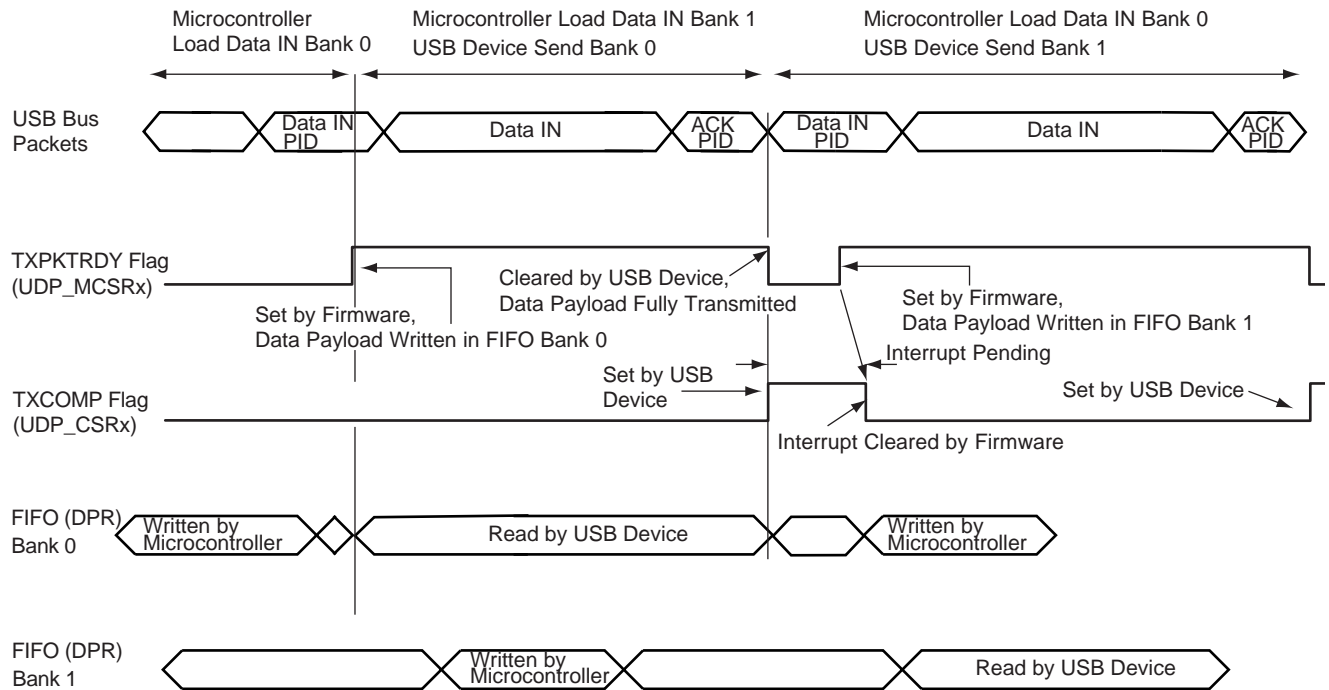 Microcontroller
Load Data IN Bank 0
Microcontroller Load Data IN Bank 1
USB Device Send Bank 0
Microcontroller Load Data IN Bank 0
USB Device Send Bank 1
USB Bus
Packets
Data IN
PID
Data IN
ACK
PID
Data IN
PID
Data IN
ACK
PID
TXPKTRDY Flag
(UDP_MCSRx)
Set by Firmware,
Data Payload Written in FIFO Bank 0
Cleared by USB Device,
Data Payload Fully Transmitted
Set by Firmware,
Data Payload Written in FIFO Bank 1
Interrupt Pending
Set by USB
Device
TXCOMP Flag
(UDP_CSRx)
Set by USB Device
Interrupt Cleared by Firmware
FIFO (DPR)
Bank 0
Written by
Microcontroller
Read by USB Device
Written by
Microcontroller
FIFO (DPR)
Bank 1
Written by
Microcontroller
Read by USB Device